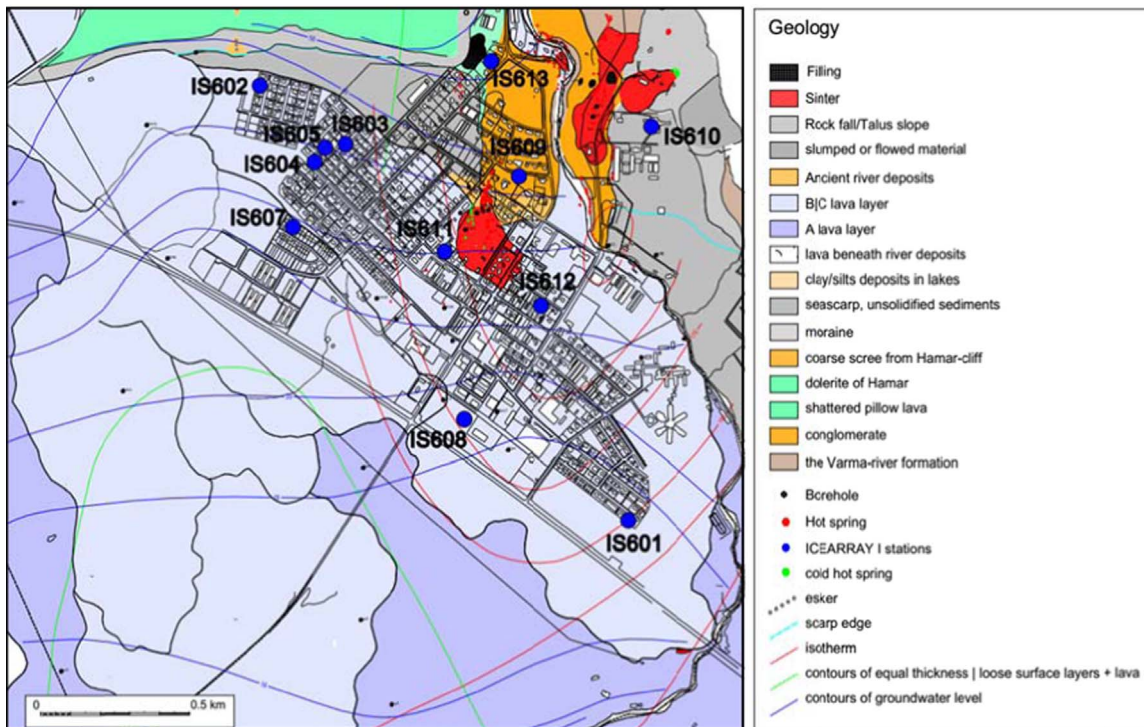 IS602
IS613
IS605
IS603
IS610
IS604
IS609
IS607
IS611
IS612
IS608
IS601
0
0.5 km
Geology
Filling
Sinter
Rock fall/Talus slope
slumped or flowed material
Ancient river deposits
B|C lava layer
A lava layer
lava beneath river deposits
clay/silts deposits in lakes
seascarp, unsolidified sediments
moraine
coarse scree from Hamar-cliff
dolerite of Hamar
shattered pillow lava
conglomerate
the Varma-river formation
Borehole
Hot spring
ICEARRAY I stations
cold hot spring
esker
scarp edge
isotherm
contours of equal thickness | loose surface layers + lava
contours of groundwater level